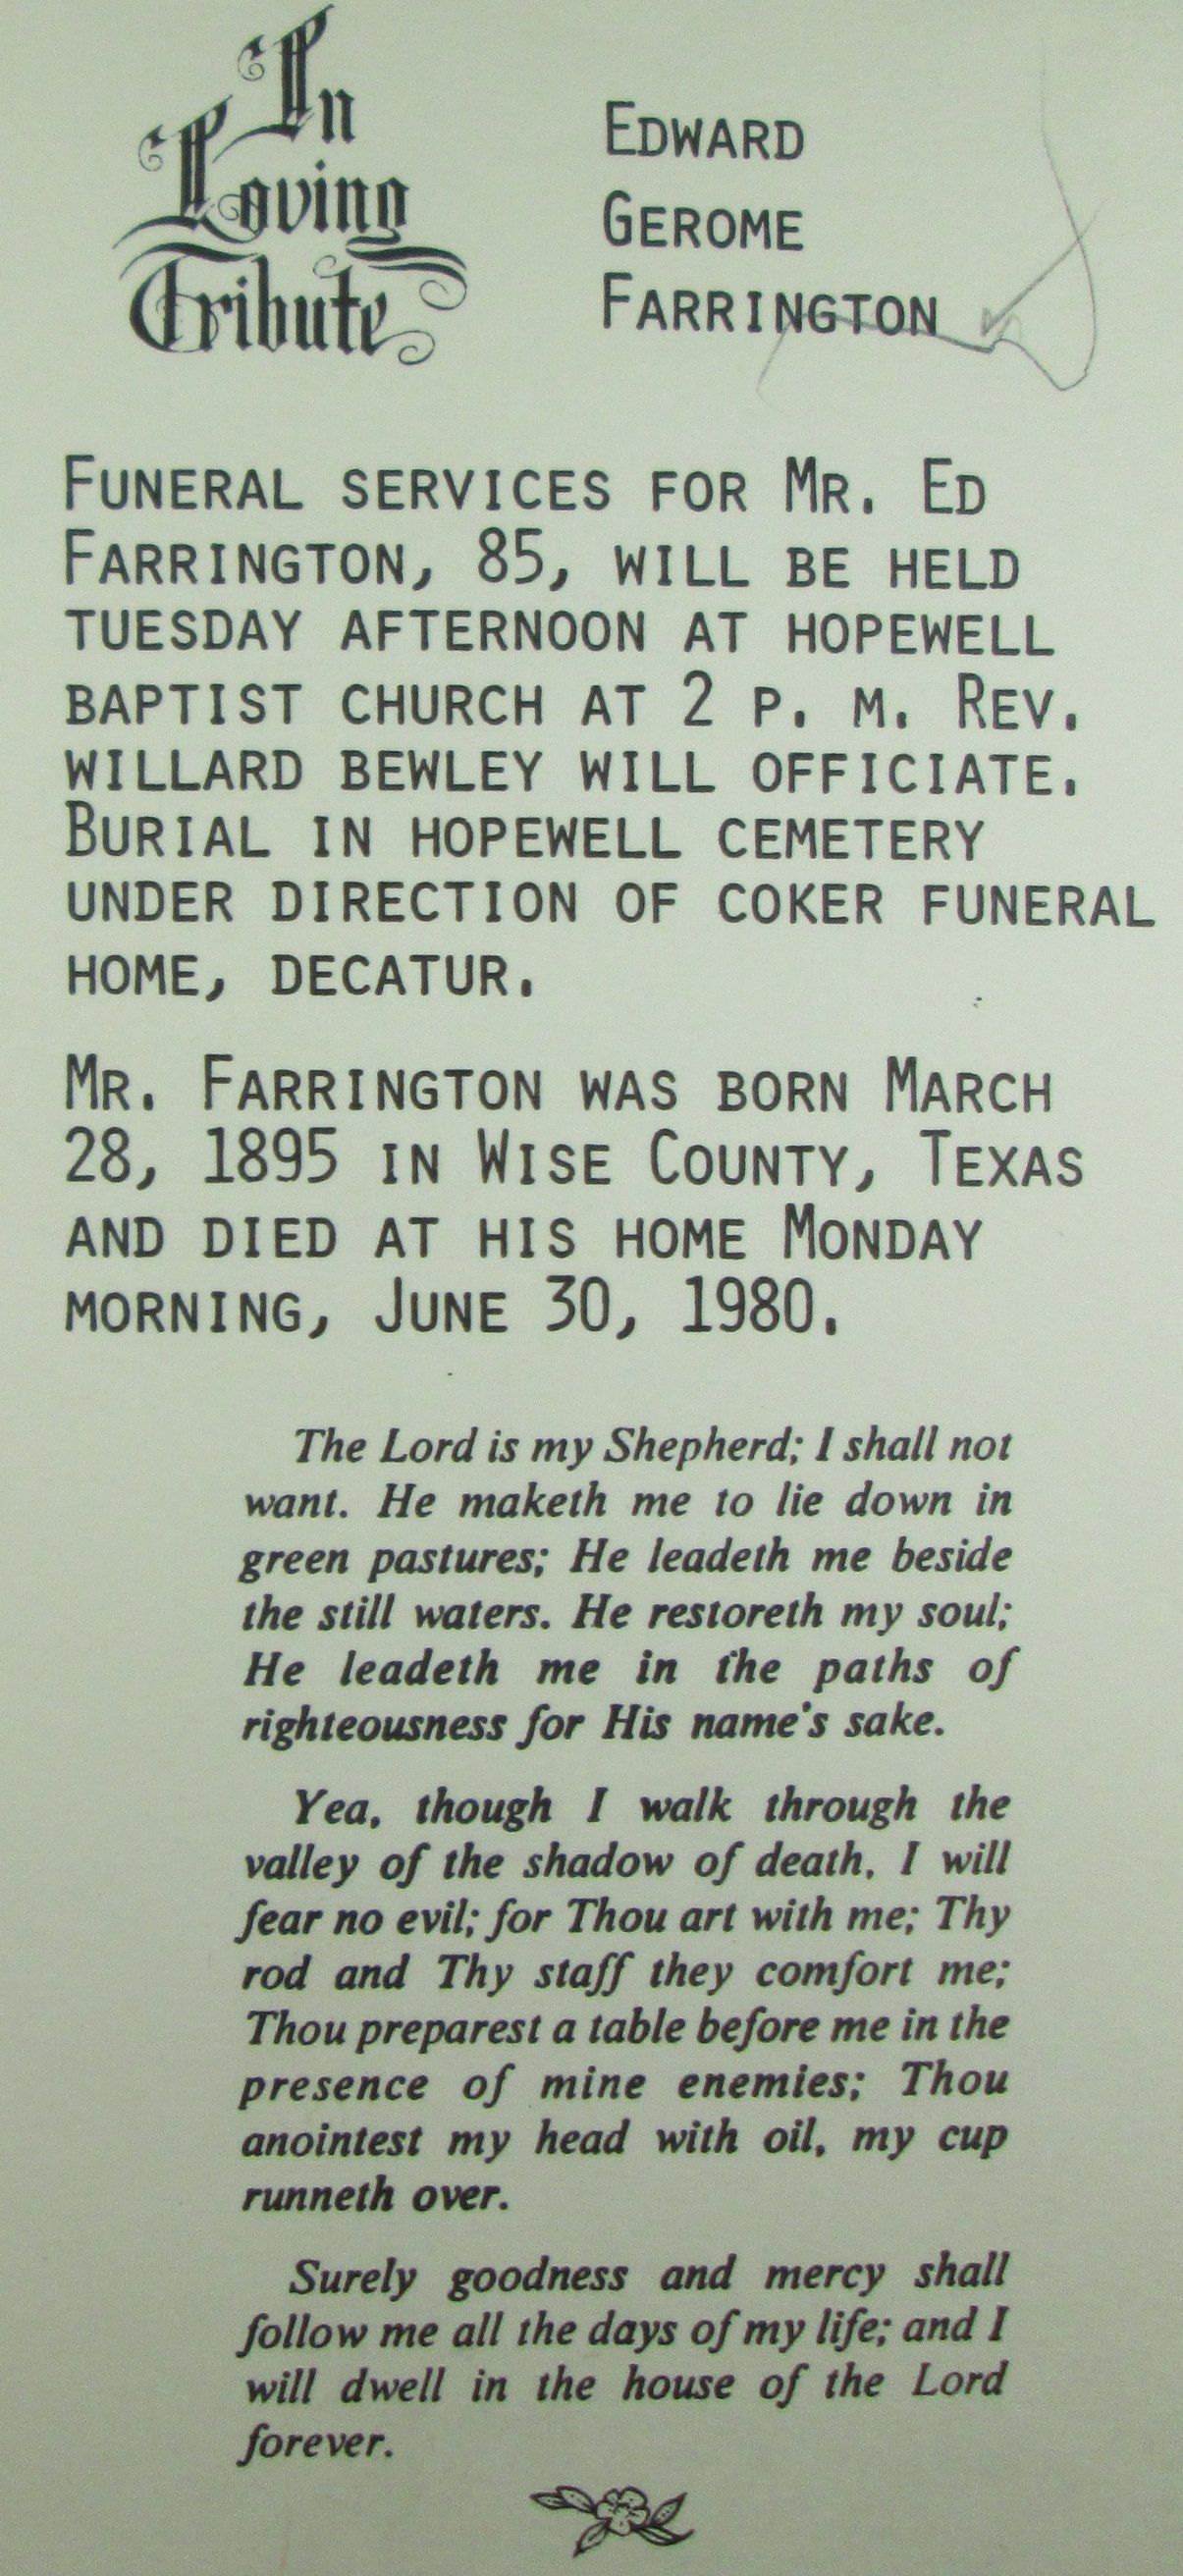 In
Loving
Tribute
EDWARD
GEROME
FARRINGTON
FUNERAL SERVICES FOR MR. ED
FARRINGTON, 85, WILL BE HELD
TUESDAY AFTERNOON AT HOPEWELL
BAPTIST CHURCH AT 2 P. M. REV.
WILLARD BEWLEY WILL OFFICIATE.
BURIAL IN HOPEWELL CEMETERY
UNDER DIRECTION OF COKER FUNERAL
HOME, DECATUR.
MR. FARRINGTON WAS BORN MARCH
28, 1895 IN WISE COUNTY, TEXAS
AND DIED AT HIS HOME MONDAY
MORNING, JUNE 30, 1980.
The Lord is my Shepherd; I shall not
want. He maketh me to lie down in
green pastures; He leadeth me beside
the still waters. He restoreth my soul;
He leadeth me in the paths of
righteousness for His name's sake.
Yea, though I walk through the
valley of the shadow of death, I will
fear no evil; for Thou art with me; Thy
rod and Thy staff they comfort me;
Thou preparest a table before me in the
presence of mine enemies; Thou
anointest my head with oil, my cup
runneth over.
Surely goodness and mercy shall
follow me all the days of my life; and I
will dwell in the house of the Lord
forever.